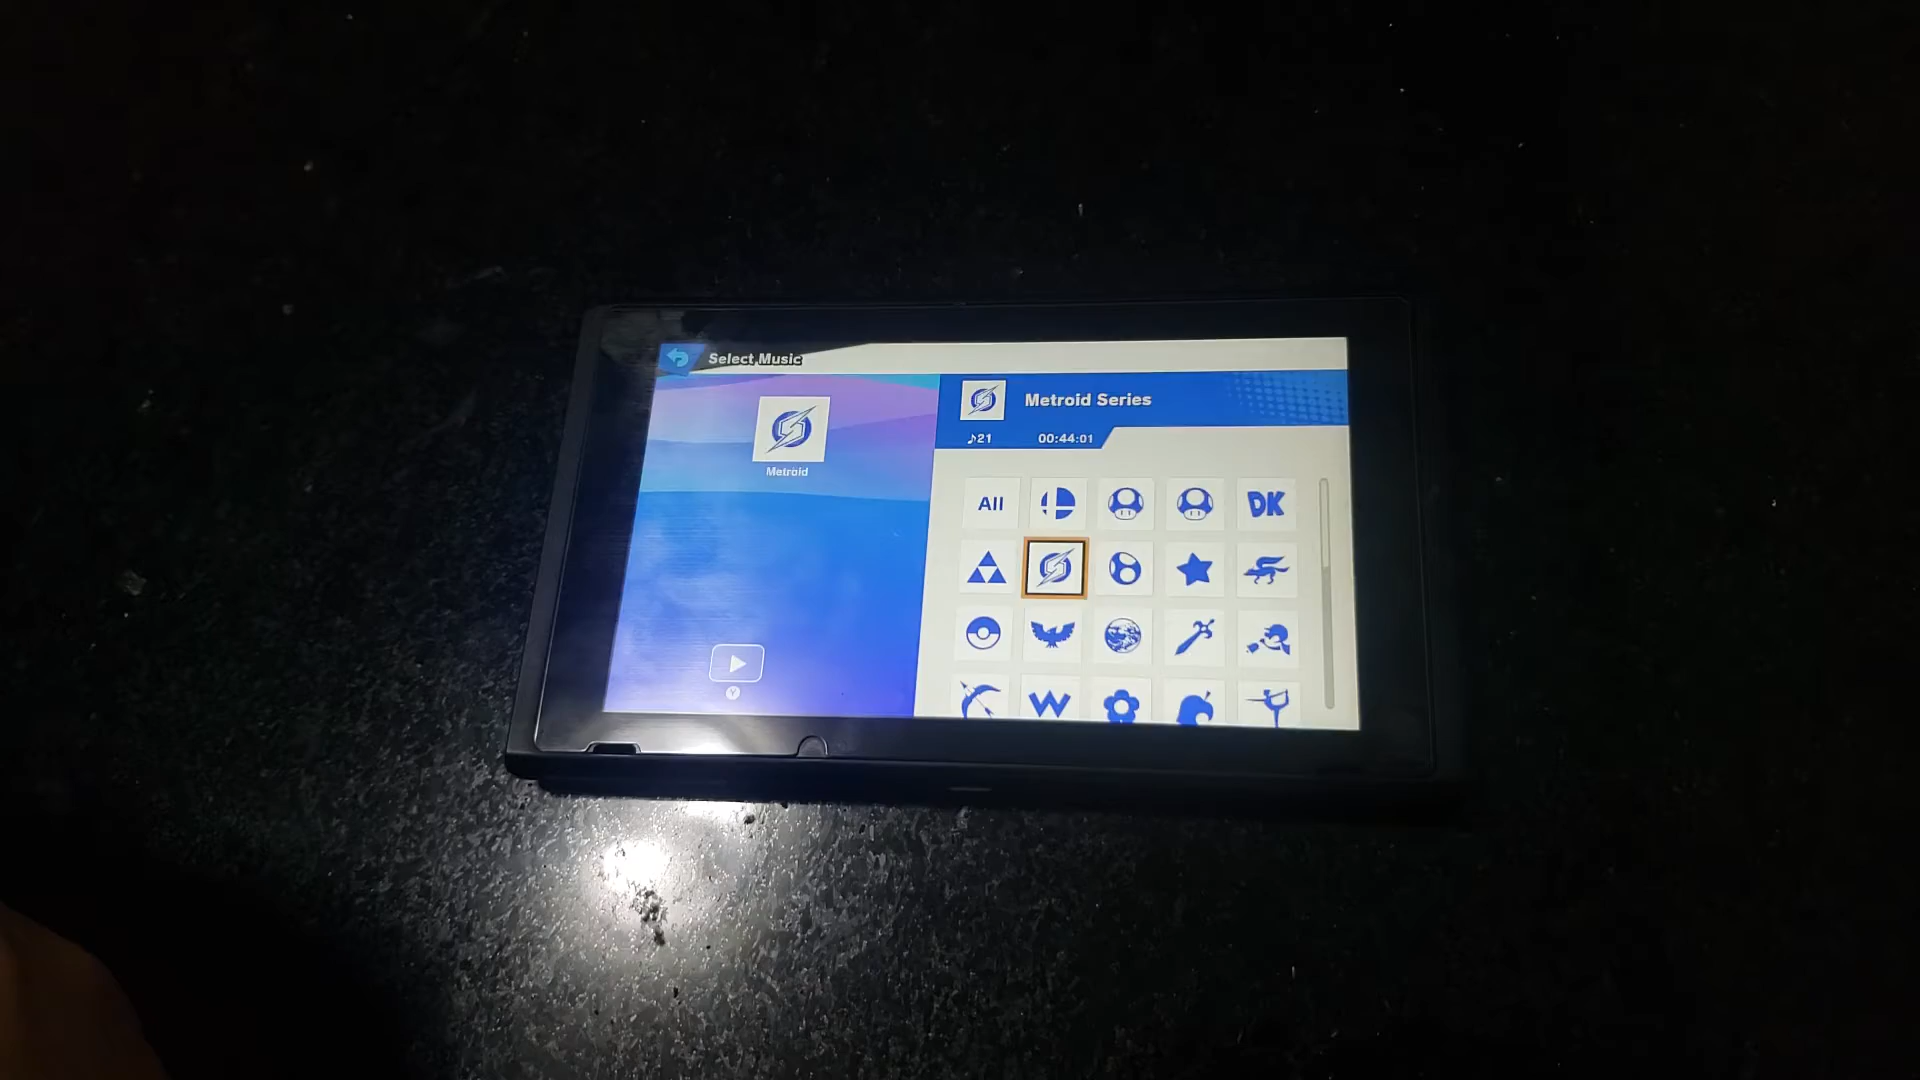 Select Music
Metroid
Metroid Series
♪21 00:44:01
All
DK
W
Y